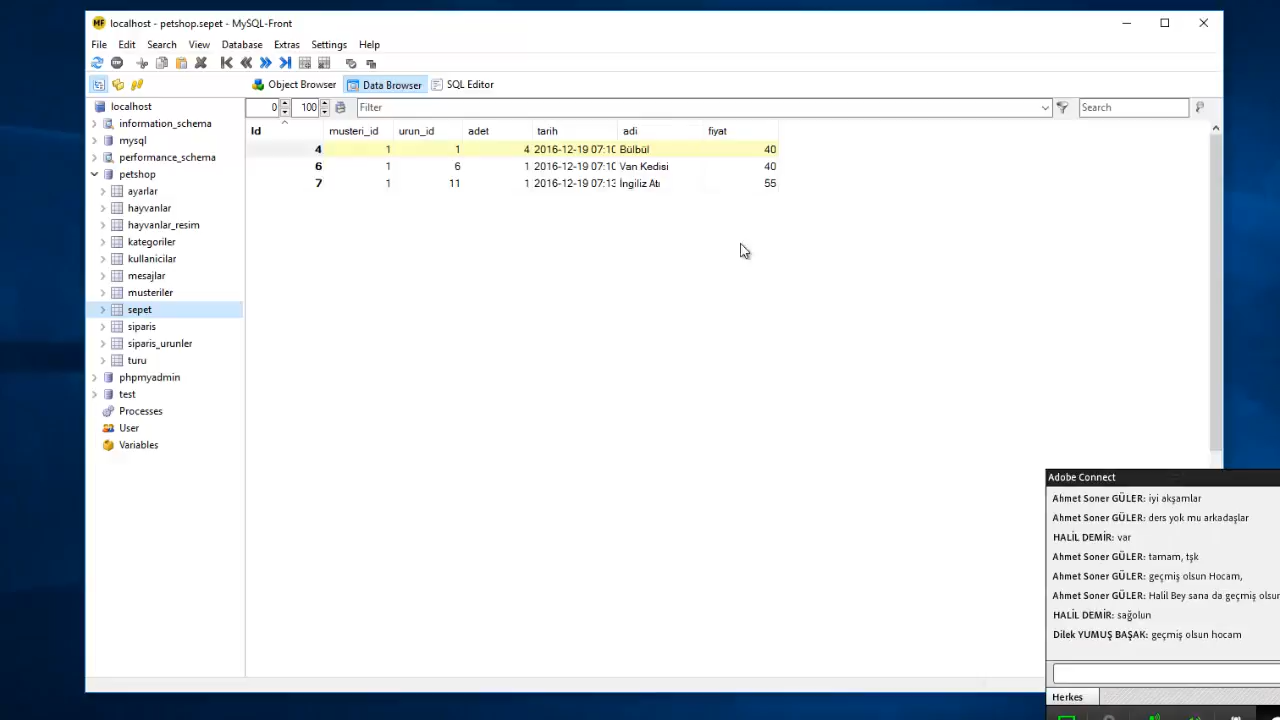 localhost - petshop.sepet - MySQL-Front
File Edit Search View Database Extras Settings Help
Object Browser Data Browser SQL Editor
localhost
0 100 Filter Search
Id musteri_id urun_id adet tarih adi fiyat
4 1 1 4 2016-12-19 07:10 Bülbül 40
6 1 6 1 2016-12-19 07:10 Van Kedisi 40
7 1 11 1 2016-12-19 07:13 İngiliz Atı 55
information_schema
mysql
performance_schema
petshop
ayarlar
hayvanlar
hayvanlar_resim
kategoriler
kullanicilar
mesajlar
musteriler
sepet
siparis
siparis_urunler
turu
phpmyadmin
test
Processes
User
Variables
Adobe Connect
Ahmet Soner GÜLER: iyi akşamlar
Ahmet Soner GÜLER: ders yok mu arkadaşlar
HALİL DEMİR: var
Ahmet Soner GÜLER: tamam, tşk
Ahmet Soner GÜLER: geçmiş olsun Hocam,
Ahmet Soner GÜLER: Halil Bey sana da geçmiş olsun
HALİL DEMİR: sağolun
Dilek YUMUŞ BAŞAK: geçmiş olsun hocam
Herkes